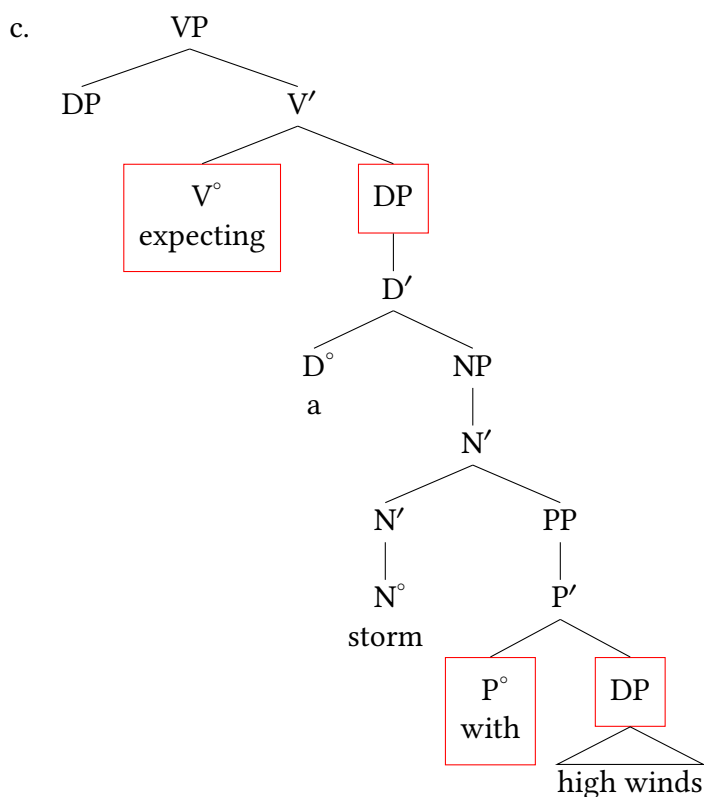 c.
VP
DP V′
V° DP
expecting
D′
D° NP
a
N′
N′ PP
N° P′
storm
P° DP
with
high winds